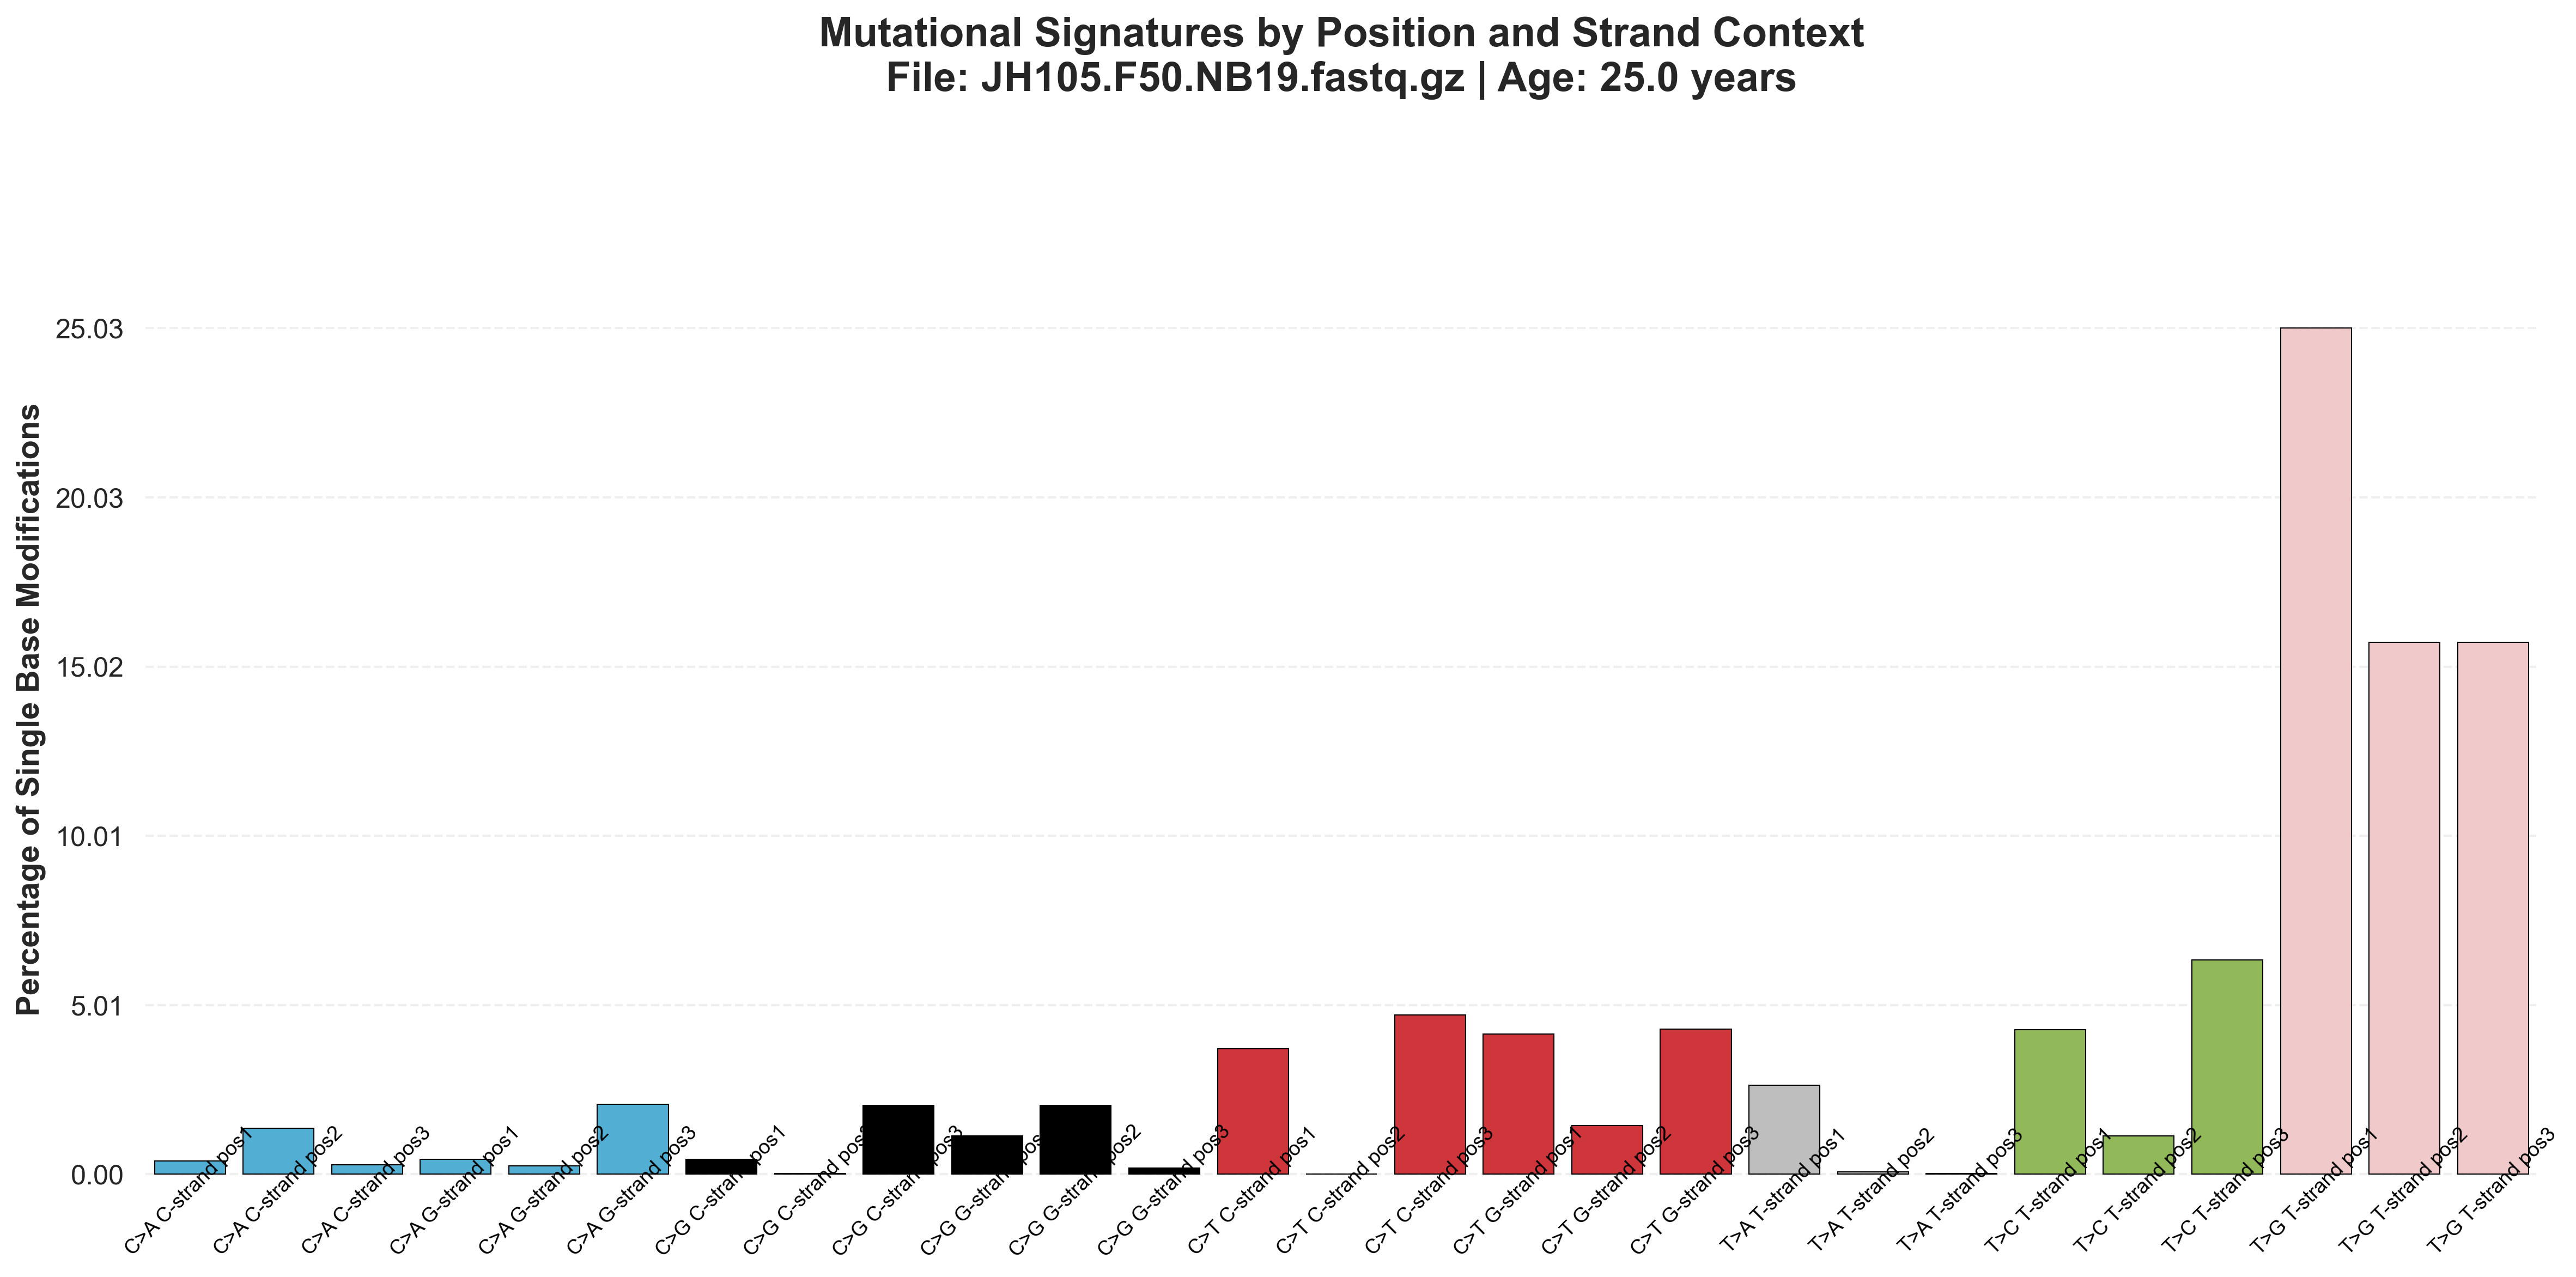 Mutational Signatures by Position and Strand Context
File: JH105.F50.NB19.fastq.gz | Age: 25.0 years
Percentage of Single Base Modifications
25.03
20.03
15.02
10.01
5.01
0.00
C>A C-strand pos1
C>A C-strand pos2
C>A C-strand pos3
C>A G-strand pos1
C>A G-strand pos2
C>A G-strand pos3
C>G C-strand pos1
C>G C-strand pos2
C>G C-strand pos3
C>G G-strand pos1
C>G G-strand pos2
C>G G-strand pos3
C>T C-strand pos1
C>T C-strand pos2
C>T C-strand pos3
C>T G-strand pos1
C>T G-strand pos2
C>T G-strand pos3
T>A T-strand pos1
T>A T-strand pos2
T>A T-strand pos3
T>C T-strand pos1
T>C T-strand pos2
T>C T-strand pos3
T>G T-strand pos1
T>G T-strand pos2
T>G T-strand pos3